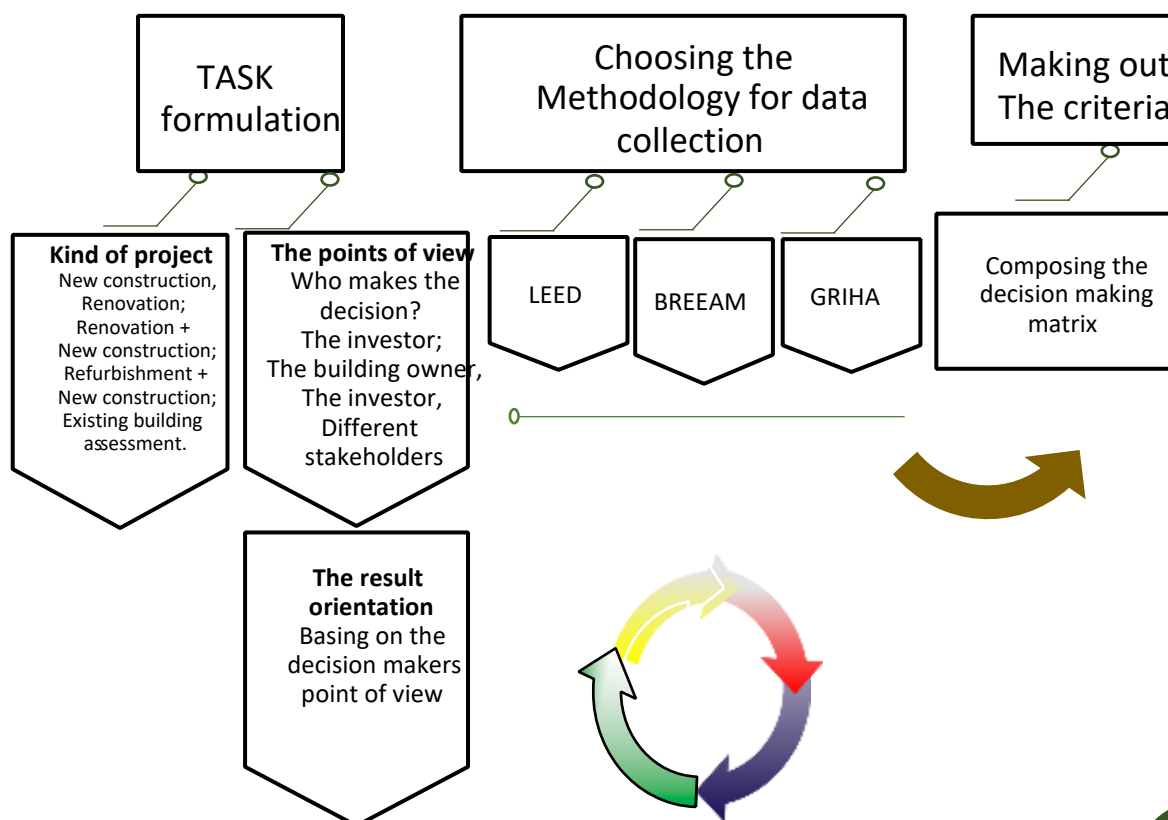 TASK
formulation
Choosing the
Methodology for data
collection
Making out
The criteria
Kind of project
New construction,
Renovation;
Renovation +
New construction;
Refurbishment +
New construction;
Existing building
assessment.
The points of view
Who makes the
decision?
The investor;
The building owner,
The investor,
Different
stakeholders
LEED
BREEAM
GRIHA
Composing the
decision making
matrix
The result
orientation
Basing on the
decision makers
point of view